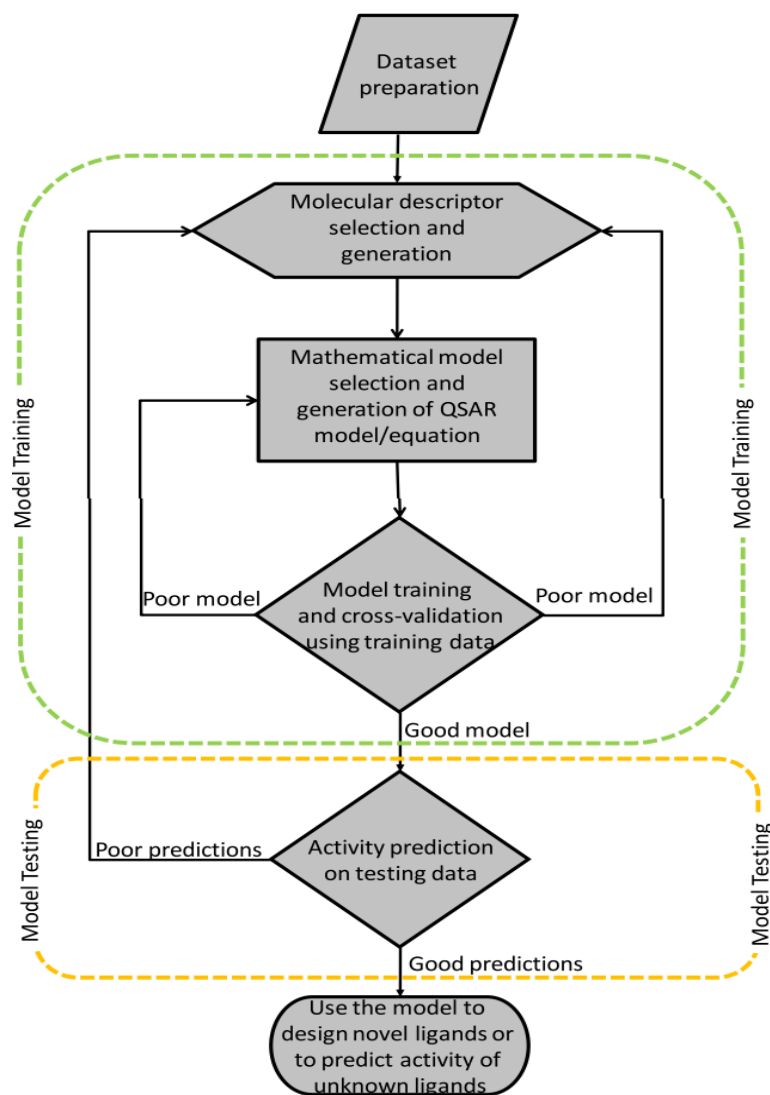 Dataset
preparation
Molecular descriptor
selection and
generation
Mathematical model
selection and
generation of QSAR
model/equation
Model Training
Model Training
Poor model
Model training
and cross-validation
using training data
Poor model
Good model
Model Testing
Poor predictions
Activity prediction
on testing data
Model Testing
Good predictions
Use the model to
design novel ligands or
to predict activity of
unknown ligands